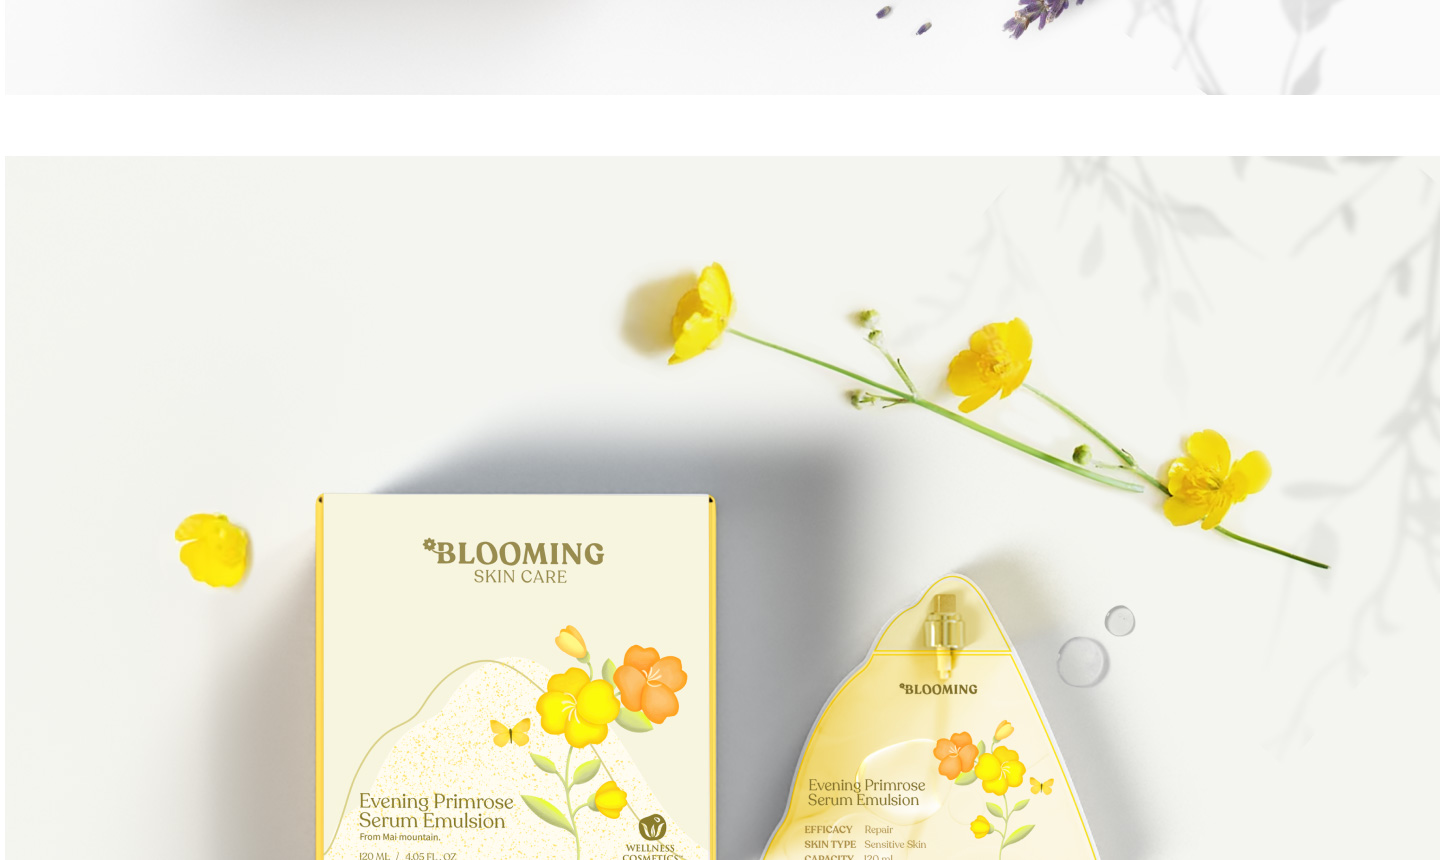 BLOOMING
SKIN CARE
Evening Primrose
Serum Emulsion
From Mai mountain.
120 ML / 4.05 FL. OZ
WELLNESS
COSMETICS
BLOOMING
Evening Primrose
Serum Emulsion
EFFICACY Repair
SKIN TYPE Sensitive Skin
CAPACITY 120 ml